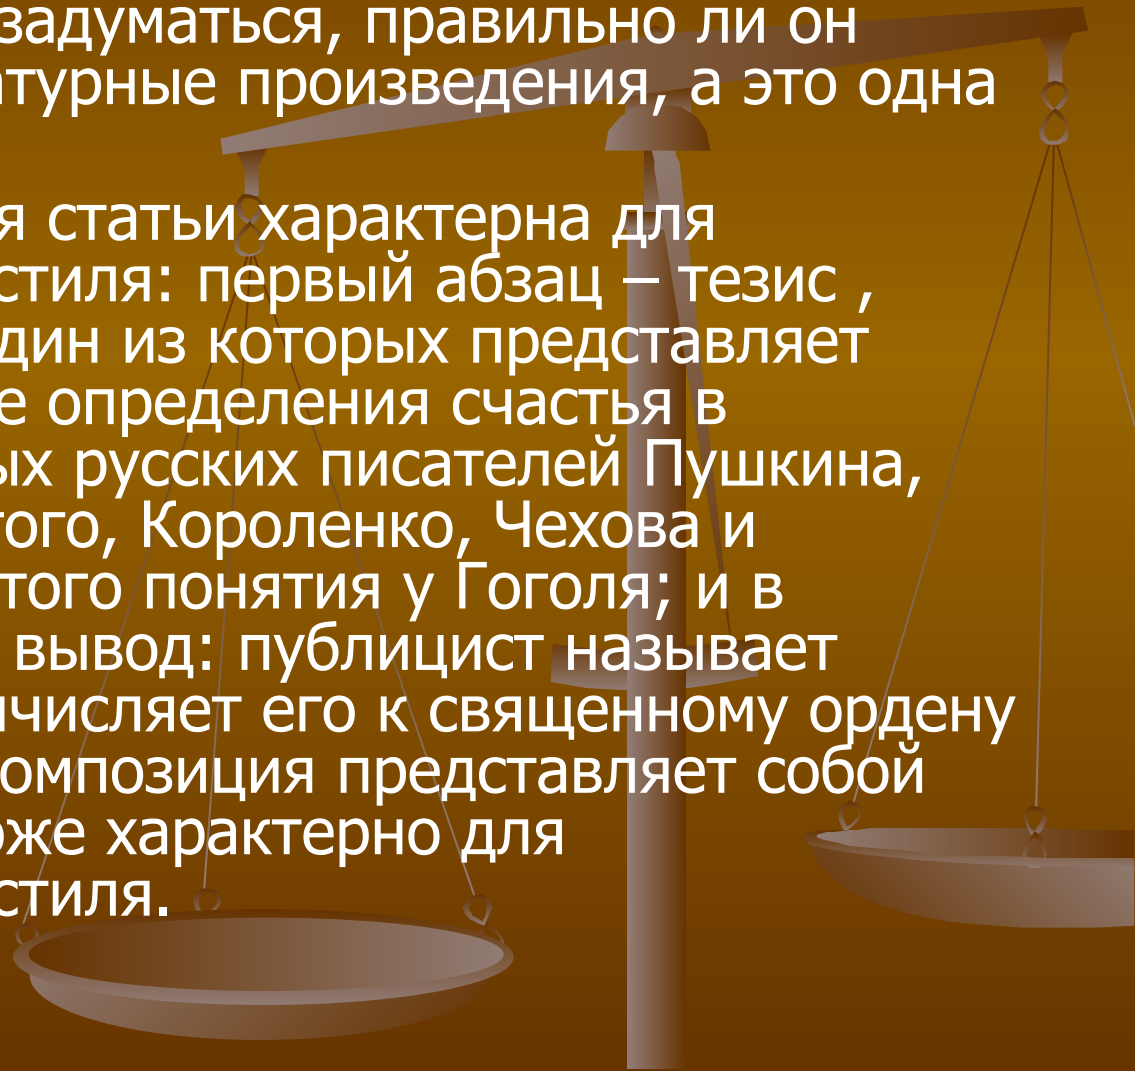 задуматься, правильно ли он
атурные произведения, а это одна
я статьи характерна для
стиля: первый абзац – тезис ,
дин из которых представляет
е определения счастья в
ых русских писателей Пушкина,
того, Короленко, Чехова и
того понятия у Гоголя; и в
вывод: публицист называет
ичисляет его к священному ордену
омпозиция представляет собой
оже характерно для
стиля.